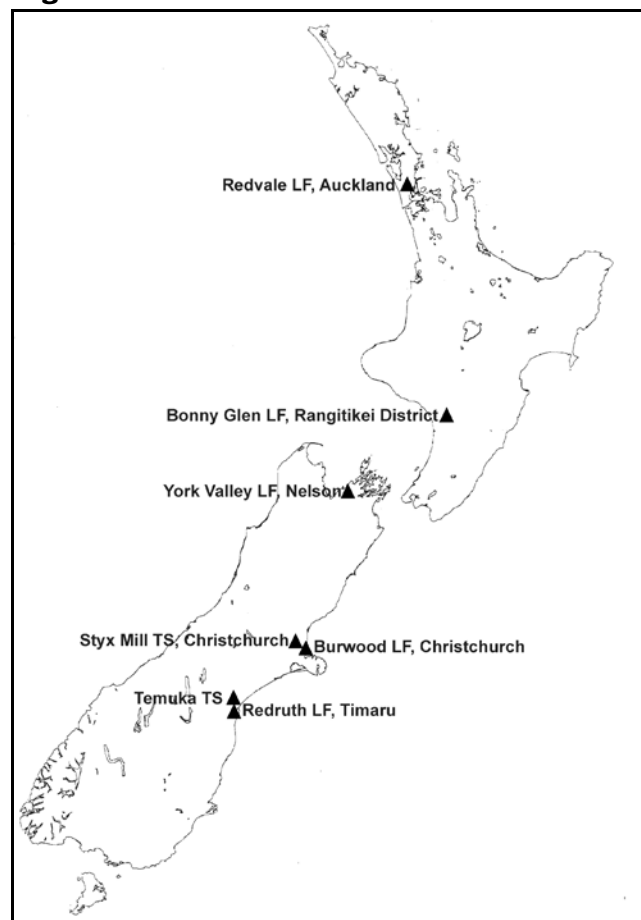 Redvale LF, Auckland
Bonny Glen LF, Rangitikei District
York Valley LF, Nelson
Styx Mill TS, Christchurch
Burwood LF, Christchurch
Temuka TS
Redruth LF, Timaru